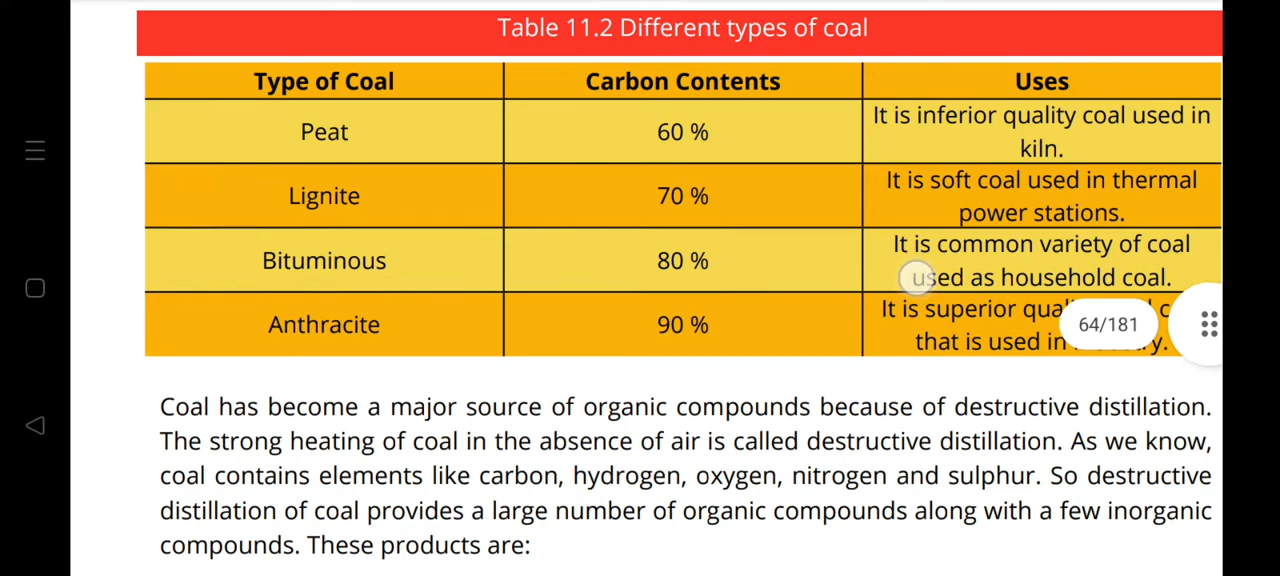 Table 11.2 Different types of coal
Type of Coal Carbon Contents Uses
Peat 60 % It is inferior quality coal used in
kiln.
Lignite 70 % It is soft coal used in thermal
power stations.
Bituminous 80 % It is common variety of coal
used as household coal.
Anthracite 90 % It is superior
that is used in
64/181
Coal has become a major source of organic compounds because of destructive distillation.
The strong heating of coal in the absence of air is called destructive distillation. As we know,
coal contains elements like carbon, hydrogen, oxygen, nitrogen and sulphur. So destructive
distillation of coal provides a large number of organic compounds along with a few inorganic
compounds. These products are: